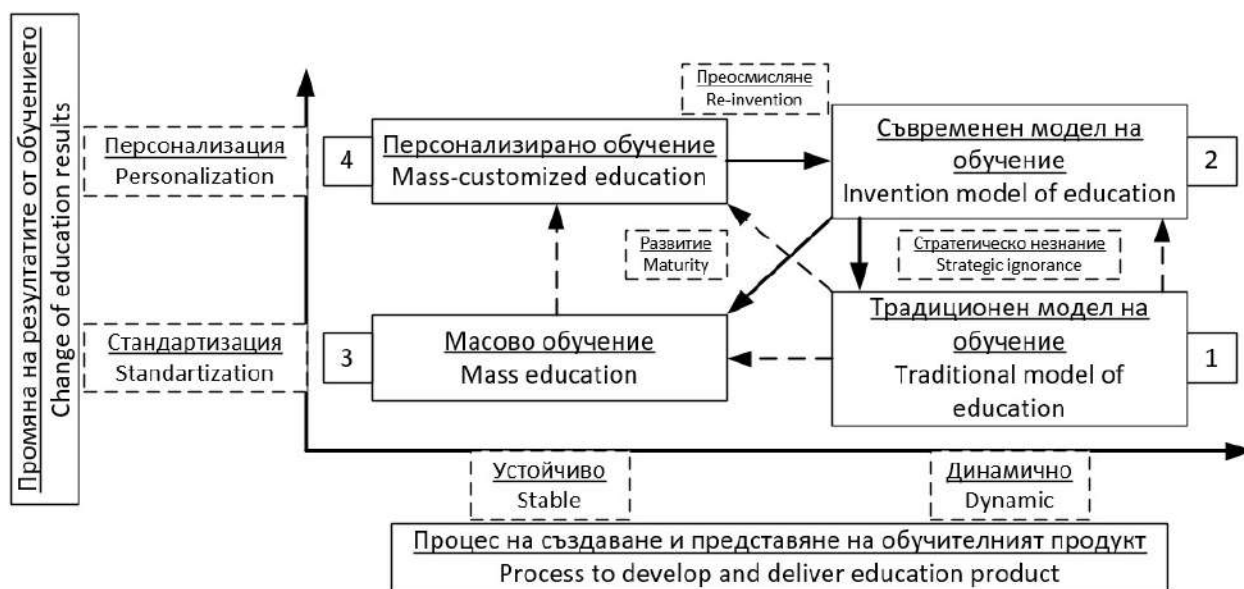 Промяна на резултатите от обучението
Change of education results
Преосмисляне
Re-invention
Персонализация
Personalization
4
Персонализирано обучение
Mass-customized education
Съвременен модел на
обучение
Invention model of education
2
Развитие
Maturity
Стратегическо незнание
Strategic ignorance
Стандартизация
Standartization
3
Масово обучение
Mass education
Традиционен модел на
обучение
Traditional model of
education
1
Устойчиво
Stable
Динамично
Dynamic
Процес на създаване и представяне на обучителният продукт
Process to develop and deliver education product